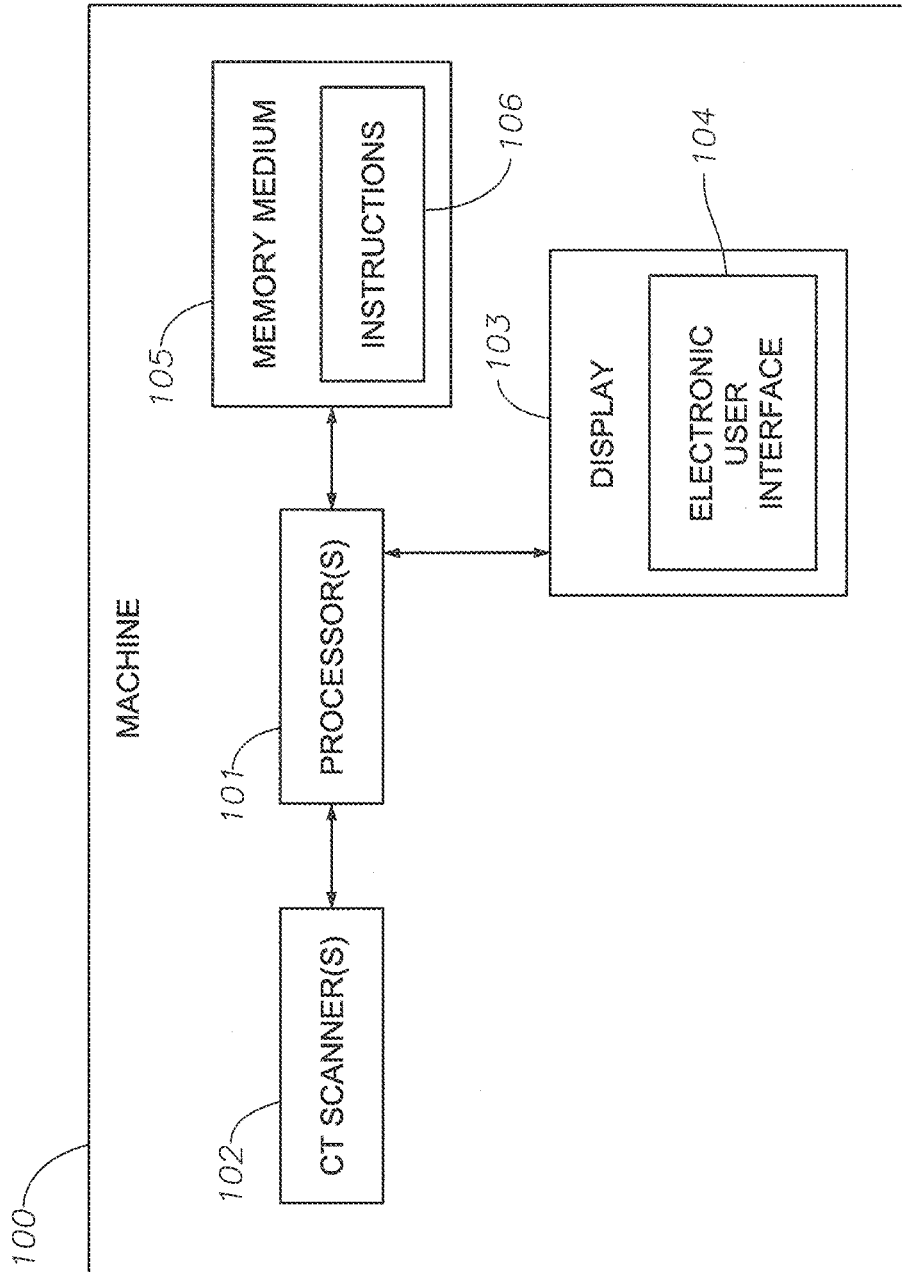 100
MACHINE
102
CT SCANNER(S)
101
PROCESSOR(S)
105
MEMORY MEDIUM
INSTRUCTIONS
106
103
DISPLAY
ELECTRONIC
USER
INTERFACE
104